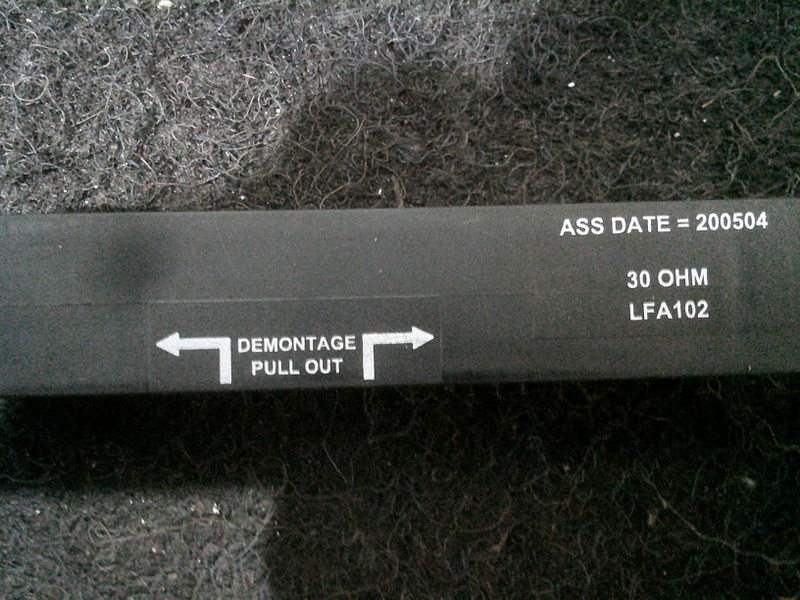 ASS DATE = 200504
30 OHM
LFA102
DEMONTAGE
PULL OUT